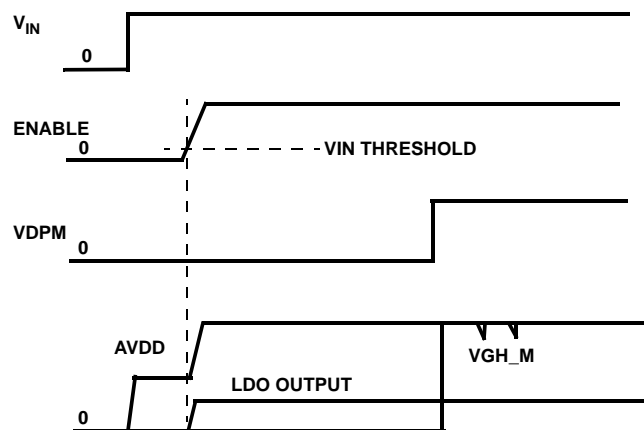 VIN
0
ENABLE
0
VIN THRESHOLD
VDPM
0
AVDD
VGH_M
LDO OUTPUT
0